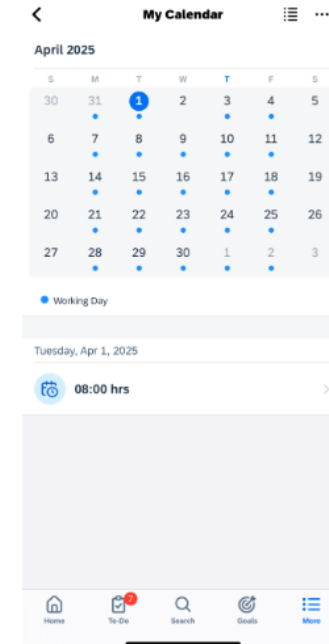 My Calendar
April 2025
S M T W T F S
30 31 1 2 3 4 5
6 7 8 9 10 11 12
13 14 15 16 17 18 19
20 21 22 23 24 25 26
27 28 29 30 1 2 3
Working Day
Tuesday, Apr 1, 2025
08:00 hrs
7
Home To-Do Search Goals More